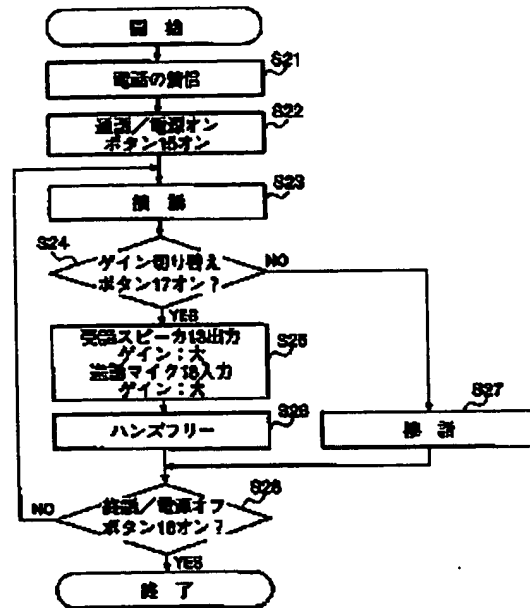 開 始
S21
電話の着信
S22
通話／電源オン
ボタン15オン
S23
S24
ゲイン切り替え
ボタン17オン？
NO
YES
受話スピーカ13出力
ゲイン：大
送話マイク18入力
ゲイン：大
S25
ハンズフリー
S26
S27
終話／電源オフ
ボタン16オン？
S28
NO
YES
終 了